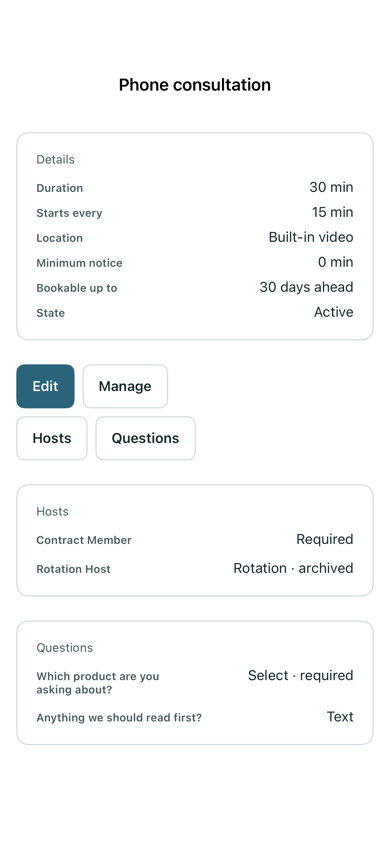 Phone consultation
Details
Duration 30 min
Starts every 15 min
Location Built-in video
Minimum notice 0 min
Bookable up to 30 days ahead
State Active
Edit Manage
Hosts Questions
Hosts
Contract Member Required
Rotation Host Rotation · archived
Questions
Which product are you Select · required
asking about?
Anything we should read first? Text